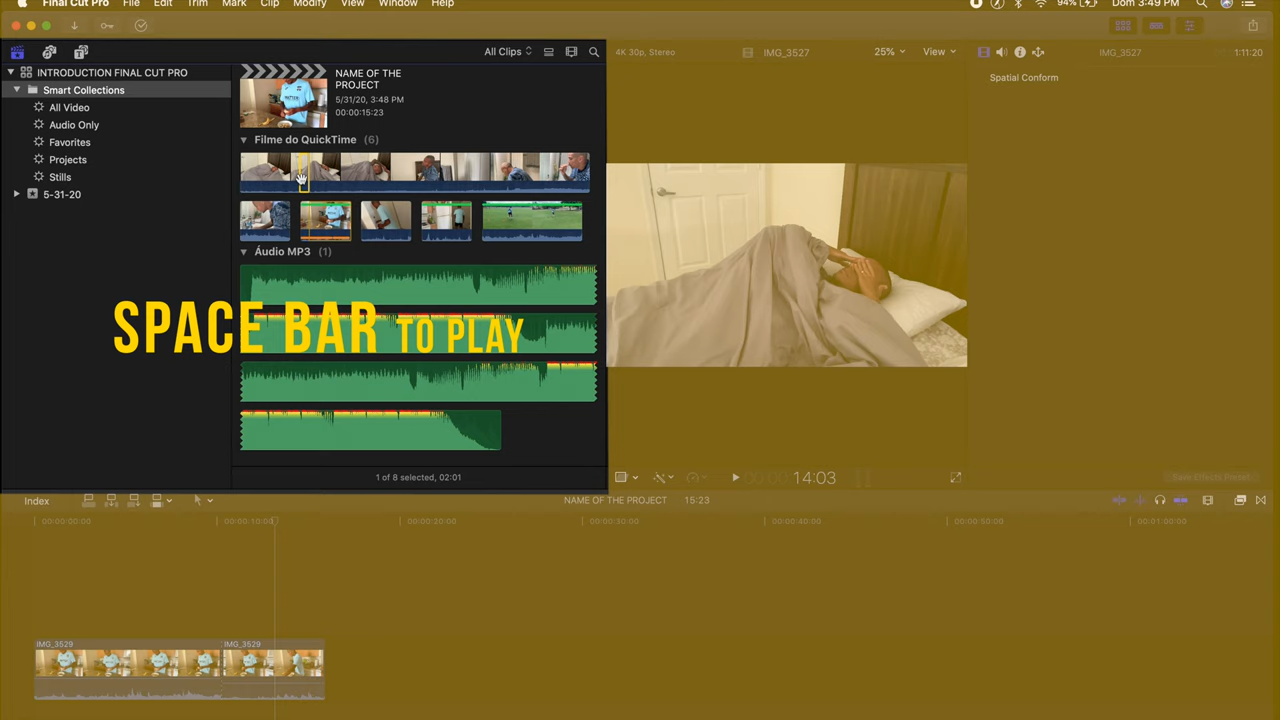 Final Cut Pro File Edit Trim Mark Clip Modify View Window Help
94% Dom 3:49 PM
All Clips
4K 30p, Stereo
IMG_3527
25%
View
IMG_3527
1:11:20
INTRODUCTION FINAL CUT PRO
Smart Collections
All Video
Audio Only
Favorites
Projects
Stills
5-31-20
NAME OF THE
PROJECT
5/31/20, 3:48 PM
00:00:15:23
Spatial Conform
Filme do QuickTime (6)
Áudio MP3 (1)
SPACE BAR TO PLAY
1 of 8 selected, 02:01
00:00 14:03
Save Effects Preset
Index
NAME OF THE PROJECT 15:23
00:00:00:00 00:00:10:00 00:00:20:00 00:00:30:00 00:00:40:00 00:00:50:00 00:01:00:00
IMG_3529 IMG_3529